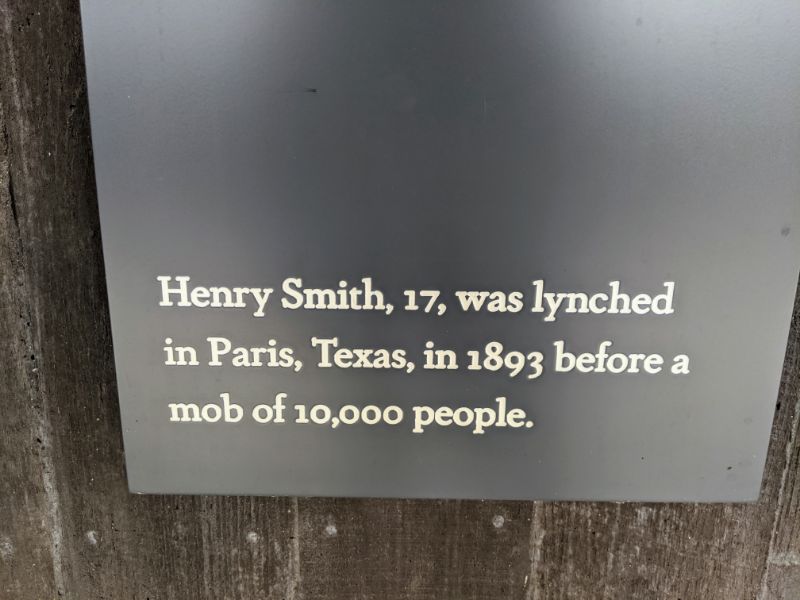 Henry Smith, 17, was lynched
in Paris, Texas, in 1893 before a
mob of 10,000 people.